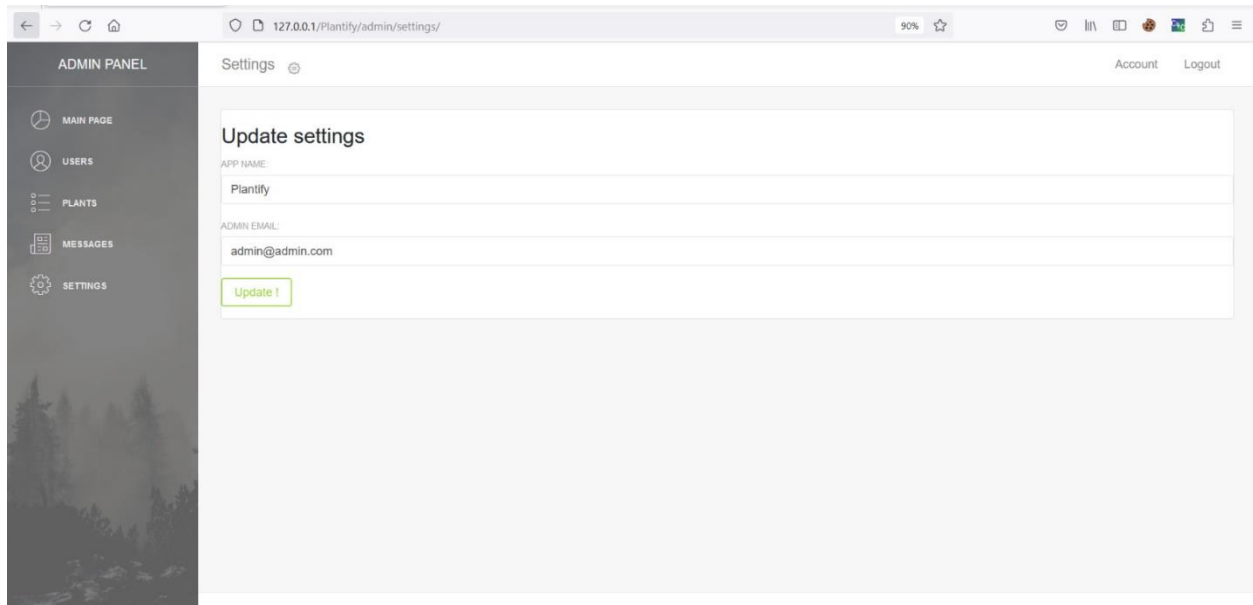 127.0.0.1/Plantify/admin/settings/
90%
ADMIN PANEL
Settings
Account
Logout
MAIN PAGE
USERS
PLANTS
MESSAGES
SETTINGS
Update settings
APP NAME:
Plantify
ADMIN EMAIL:
admin@admin.com
Update !